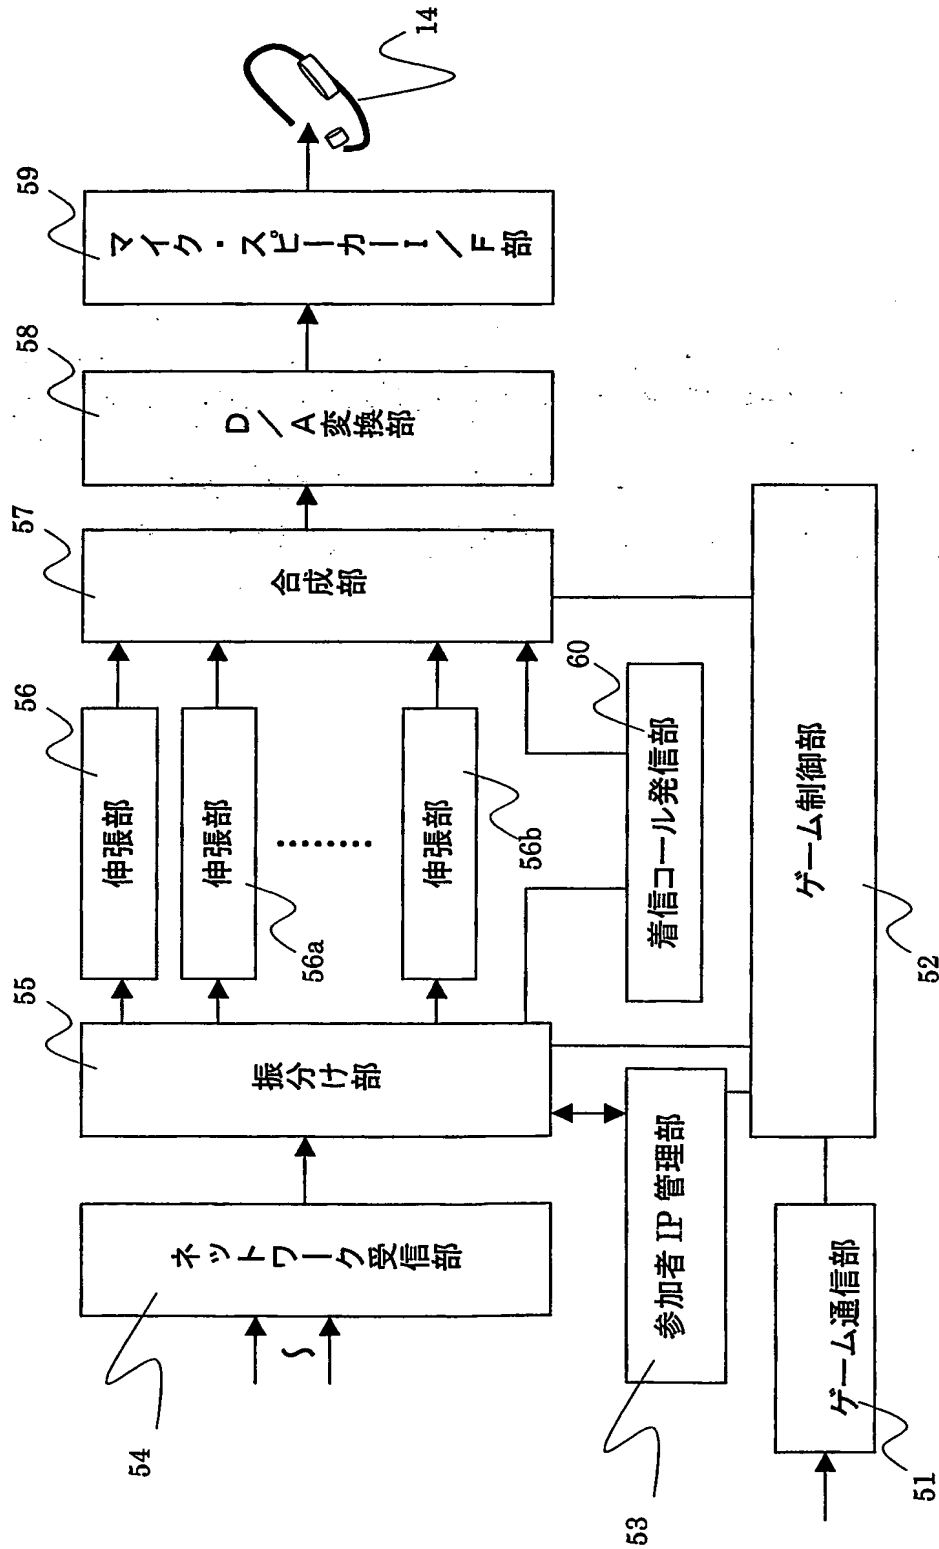 54
ネットワーク受信部
55
振分け部
56
伸張部
伸張部
56a
伸張部
56b
57
合成部
58
D/A変換部
59
マイク・スピーカーI/F部
14
53
参加者IP管理部
60
着信コール発信部
51
ゲーム通信部
52
ゲーム制御部